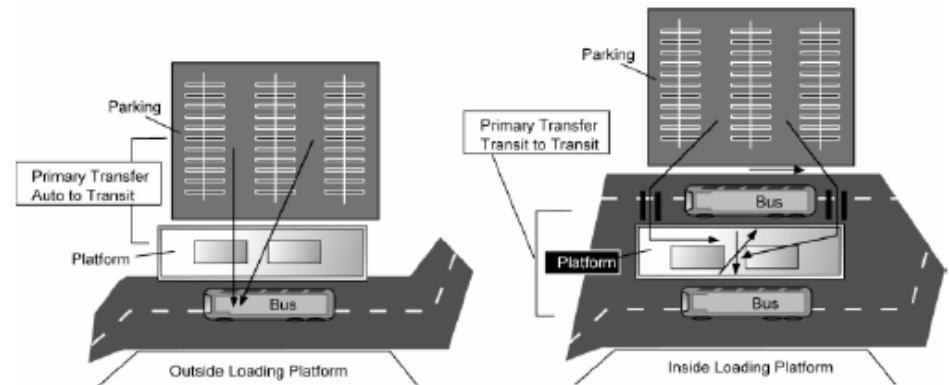 Parking
Primary Transfer
Auto to Transit
Platform
Bus
Outside Loading Platform
Parking
Primary Transfer
Transit to Transit
Bus
Platform
Bus
Inside Loading Platform